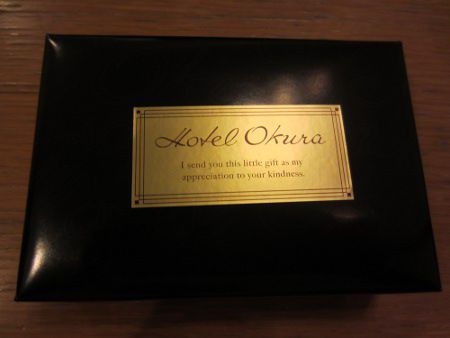 Hotel Okura
I send you this little gift as my
appreciation to your kindness.